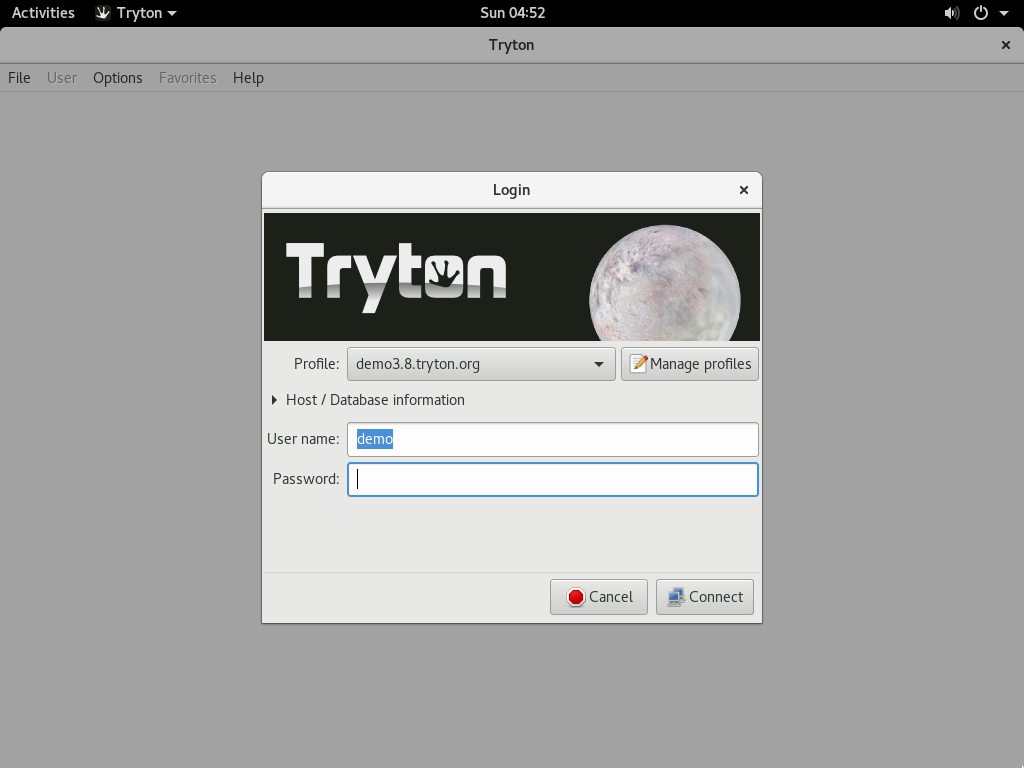 Activities Tryton Sun 04:52
Tryton
File User Options Favorites Help
Login
Tryton
Profile: demo3.8.tryton.org Manage profiles
Host / Database information
User name: demo
Password:
Cancel Connect